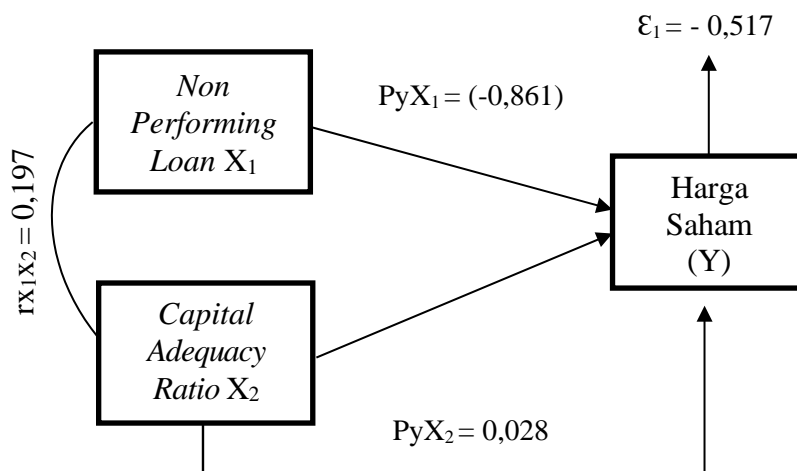 Ɛ₁ = - 0,517
Non
Performing
Loan X₁
PyX₁ = (-0,861)
rx₁x₂ = 0,197
Harga
Saham
(Y)
Capital
Adequacy
Ratio X₂
PyX₂ = 0,028